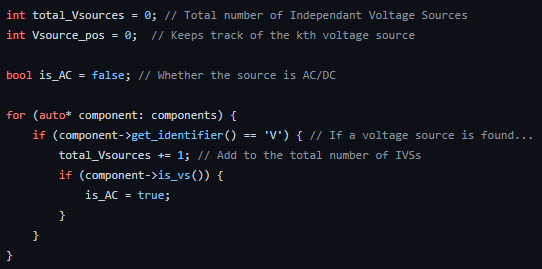 int total_Vsources = 0; // Total number of Independant Voltage Sources
int Vsource_pos = 0;  // Keeps track of the kth voltage source

bool is_AC = false; // Whether the source is AC/DC

for (auto* component: components) {
    if (component->get_identifier() == 'V') { // If a voltage source is found...
        total_Vsources += 1; // Add to the total number of IVSs
        if (component->is_vs()) {
            is_AC = true;
        }
    }
}